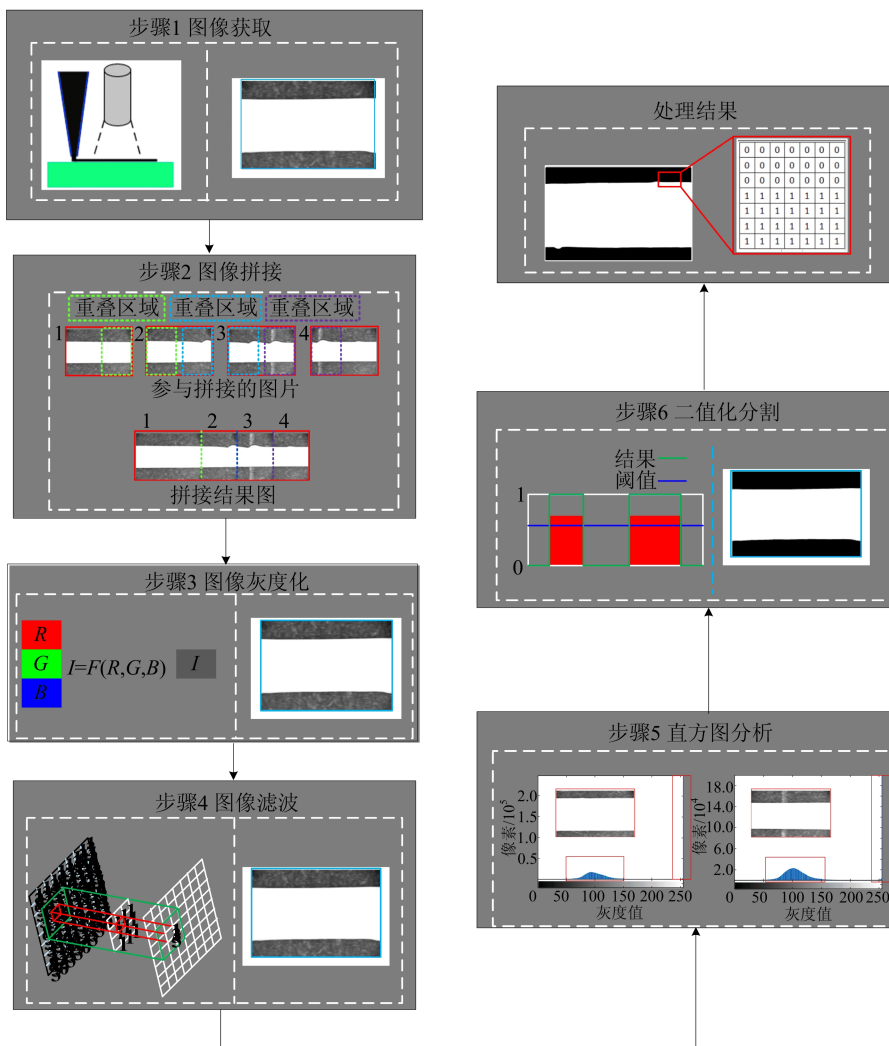 步骤1 图像获取
步骤2 图像拼接
重叠区域 重叠区域 重叠区域
1 2 3 4
参与拼接的图片
1 2 3 4
拼接结果图
步骤3 图像灰度化
R
G
B
I=F(R,G,B)
I
步骤4 图像滤波
处理结果
0 0 0 0 0 0 0
0 0 0 0 0 0 0
0 0 0 0 0 0 0
1 1 1 1 1 1 1
1 1 1 1 1 1 1
1 1 1 1 1 1 1
1 1 1 1 1 1 1
步骤6 二值化分割
结果
阈值
1
0
步骤5 直方图分析
像素/10⁵
2.0
1.5
1.0
0.5
0 50 100 150 200 250
灰度值
像素/10⁴
18.0
14.0
10.0
6.0
2.0
0 50 100 150 200 250
灰度值